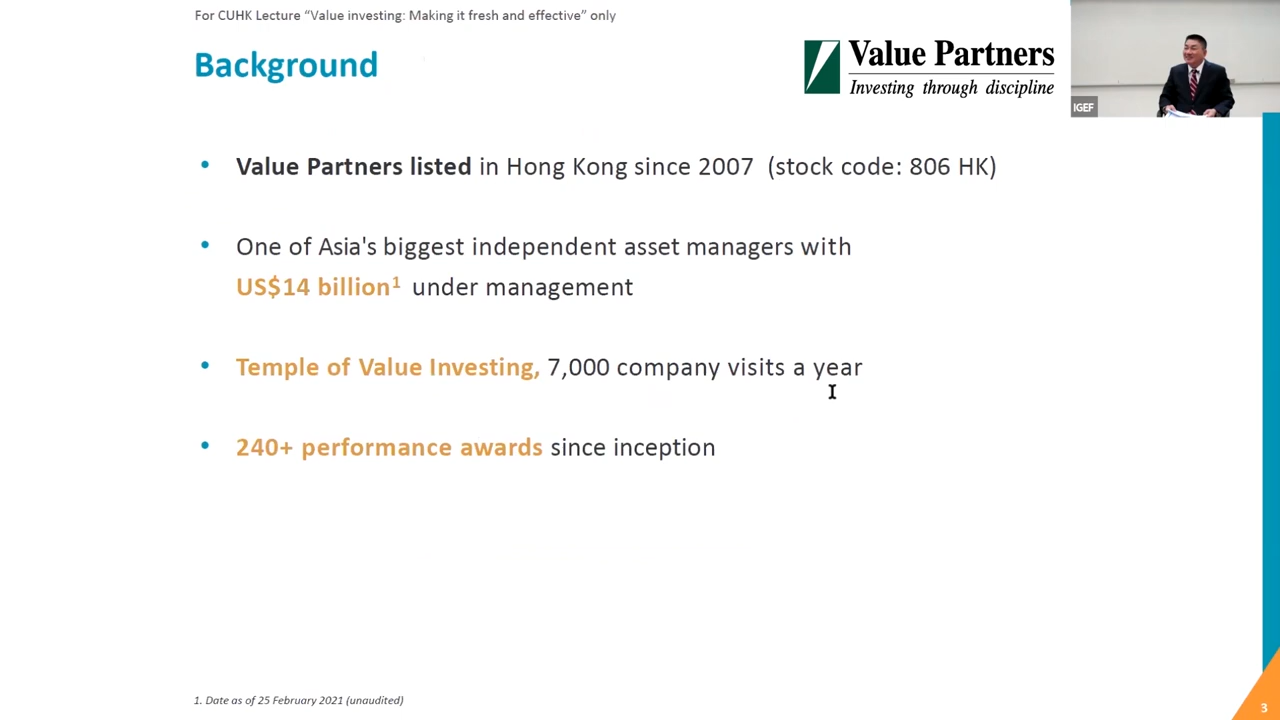 For CUHK Lecture “Value investing: Making it fresh and effective” only
Background
Value Partners
Investing through discipline
IGEF
• Value Partners listed in Hong Kong since 2007 (stock code: 806 HK)
• One of Asia's biggest independent asset managers with
US$14 billion¹ under management
• Temple of Value Investing, 7,000 company visits a year
• 240+ performance awards since inception
1. Date as of 25 February 2021 (unaudited)
3